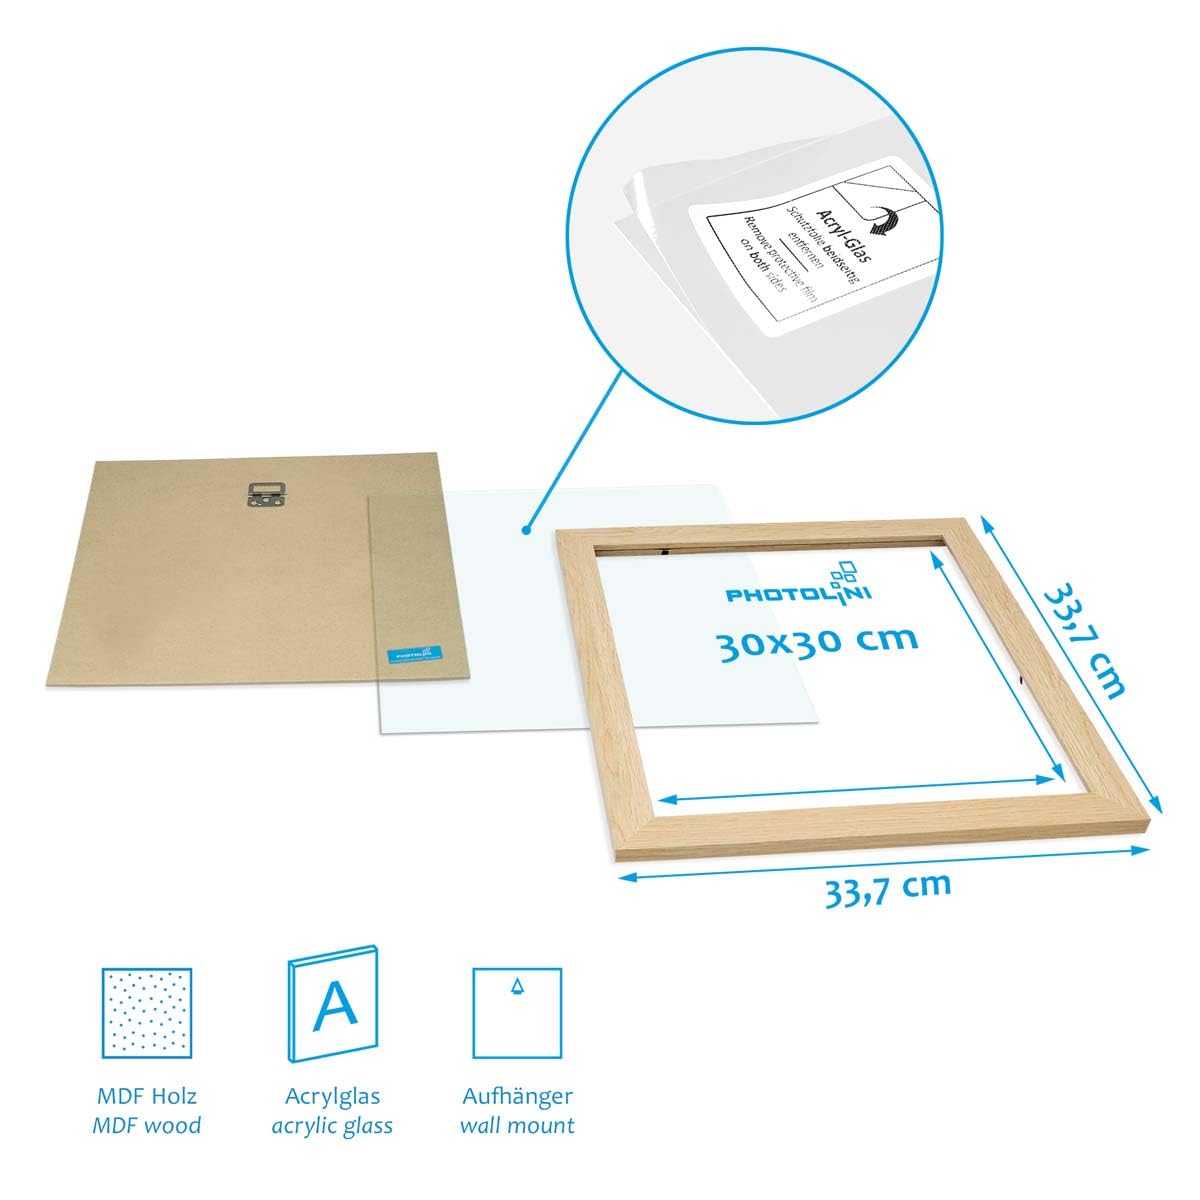 Acryl-Glas
Schutzfolie beidseitig
entfernen
Remove protective film
on both sides
PHOTOLINI
30x30 cm
33,7 cm
PHOTOLINI
33,7 cm
A
MDF Holz
MDF wood
Acrylglas
acrylic glass
Aufhänger
wall mount